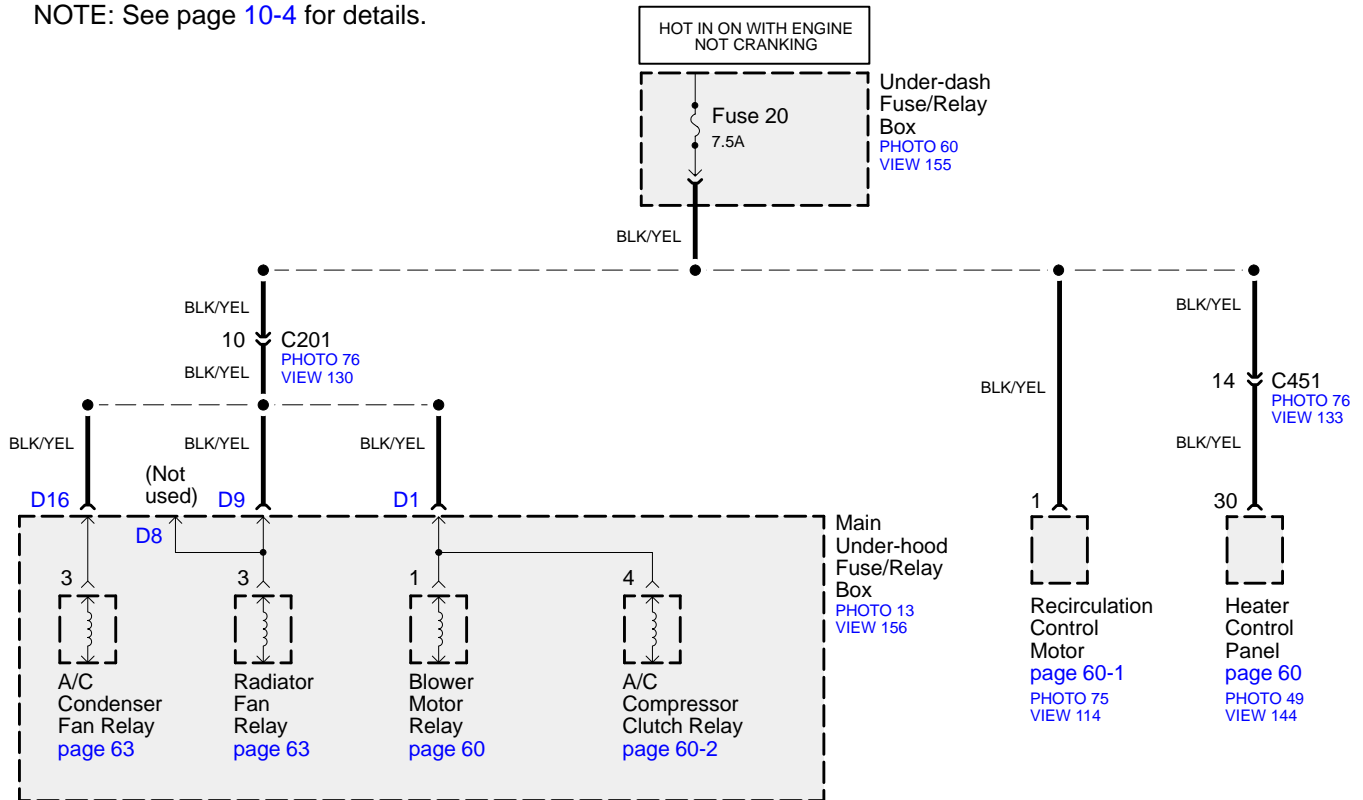 NOTE: See page 10-4 for details.
HOT IN ON WITH ENGINE
NOT CRANKING
Fuse 20
7.5A
Under-dash
Fuse/Relay
Box
PHOTO 60
VIEW 155
BLK/YEL
BLK/YEL
10
C201
PHOTO 76
VIEW 130
BLK/YEL
BLK/YEL
BLK/YEL
BLK/YEL
(Not
used)
D16
D9
D1
D8
BLK/YEL
1
BLK/YEL
14
C451
PHOTO 76
VIEW 133
BLK/YEL
30
Main
Under-hood
Fuse/Relay
Box
PHOTO 13
VIEW 156
3
A/C
Condenser
Fan Relay
page 63
3
Radiator
Fan
Relay
page 63
1
Blower
Motor
Relay
page 60
4
A/C
Compressor
Clutch Relay
page 60-2
Recirculation
Control
Motor
page 60-1
PHOTO 75
VIEW 114
Heater
Control
Panel
page 60
PHOTO 49
VIEW 144